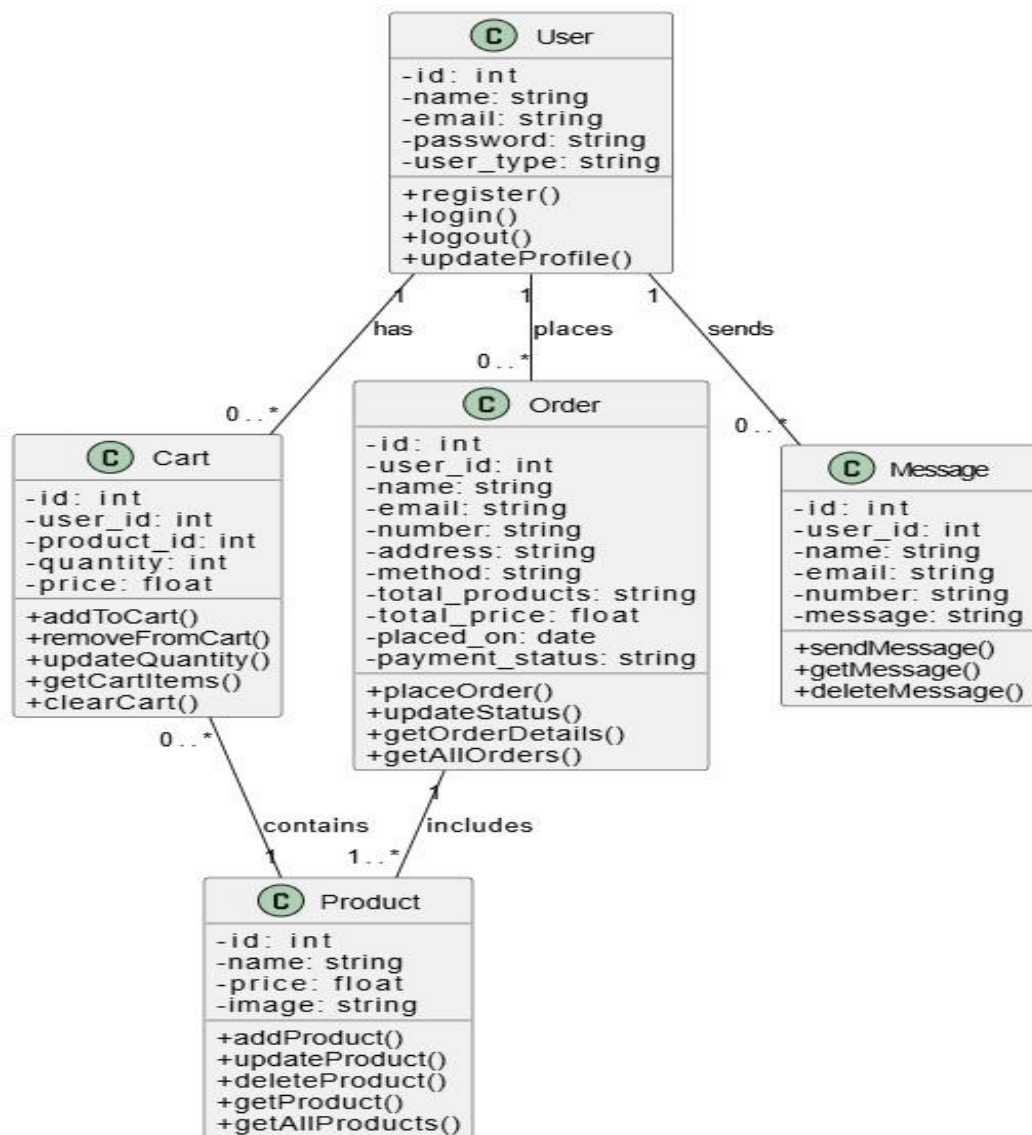 C User
-id: int
-name: string
-email: string
-password: string
-user_type: string
+register()
+login()
+logout()
+updateProfile()
1
1
1
has
places
sends
0..*
0..*
0..*
C Cart
-id: int
-user_id: int
-product_id: int
-quantity: int
-price: float
+addToCart()
+removeFromCart()
+updateQuantity()
+getCartItems()
+clearCart()
C Order
-id: int
-user_id: int
-name: string
-email: string
-number: string
-address: string
-method: string
-total_products: string
-total_price: float
-placed_on: date
-payment_status: string
+placeOrder()
+updateStatus()
+getOrderDetails()
+getAllOrders()
C Message
-id: int
-user_id: int
-name: string
-email: string
-number: string
-message: string
+sendMessage()
+getMessage()
+deleteMessage()
0..*
1
contains
includes
1
1..*
C Product
-id: int
-name: string
-price: float
-image: string
+addProduct()
+updateProduct()
+deleteProduct()
+getProduct()
+getAllProducts()